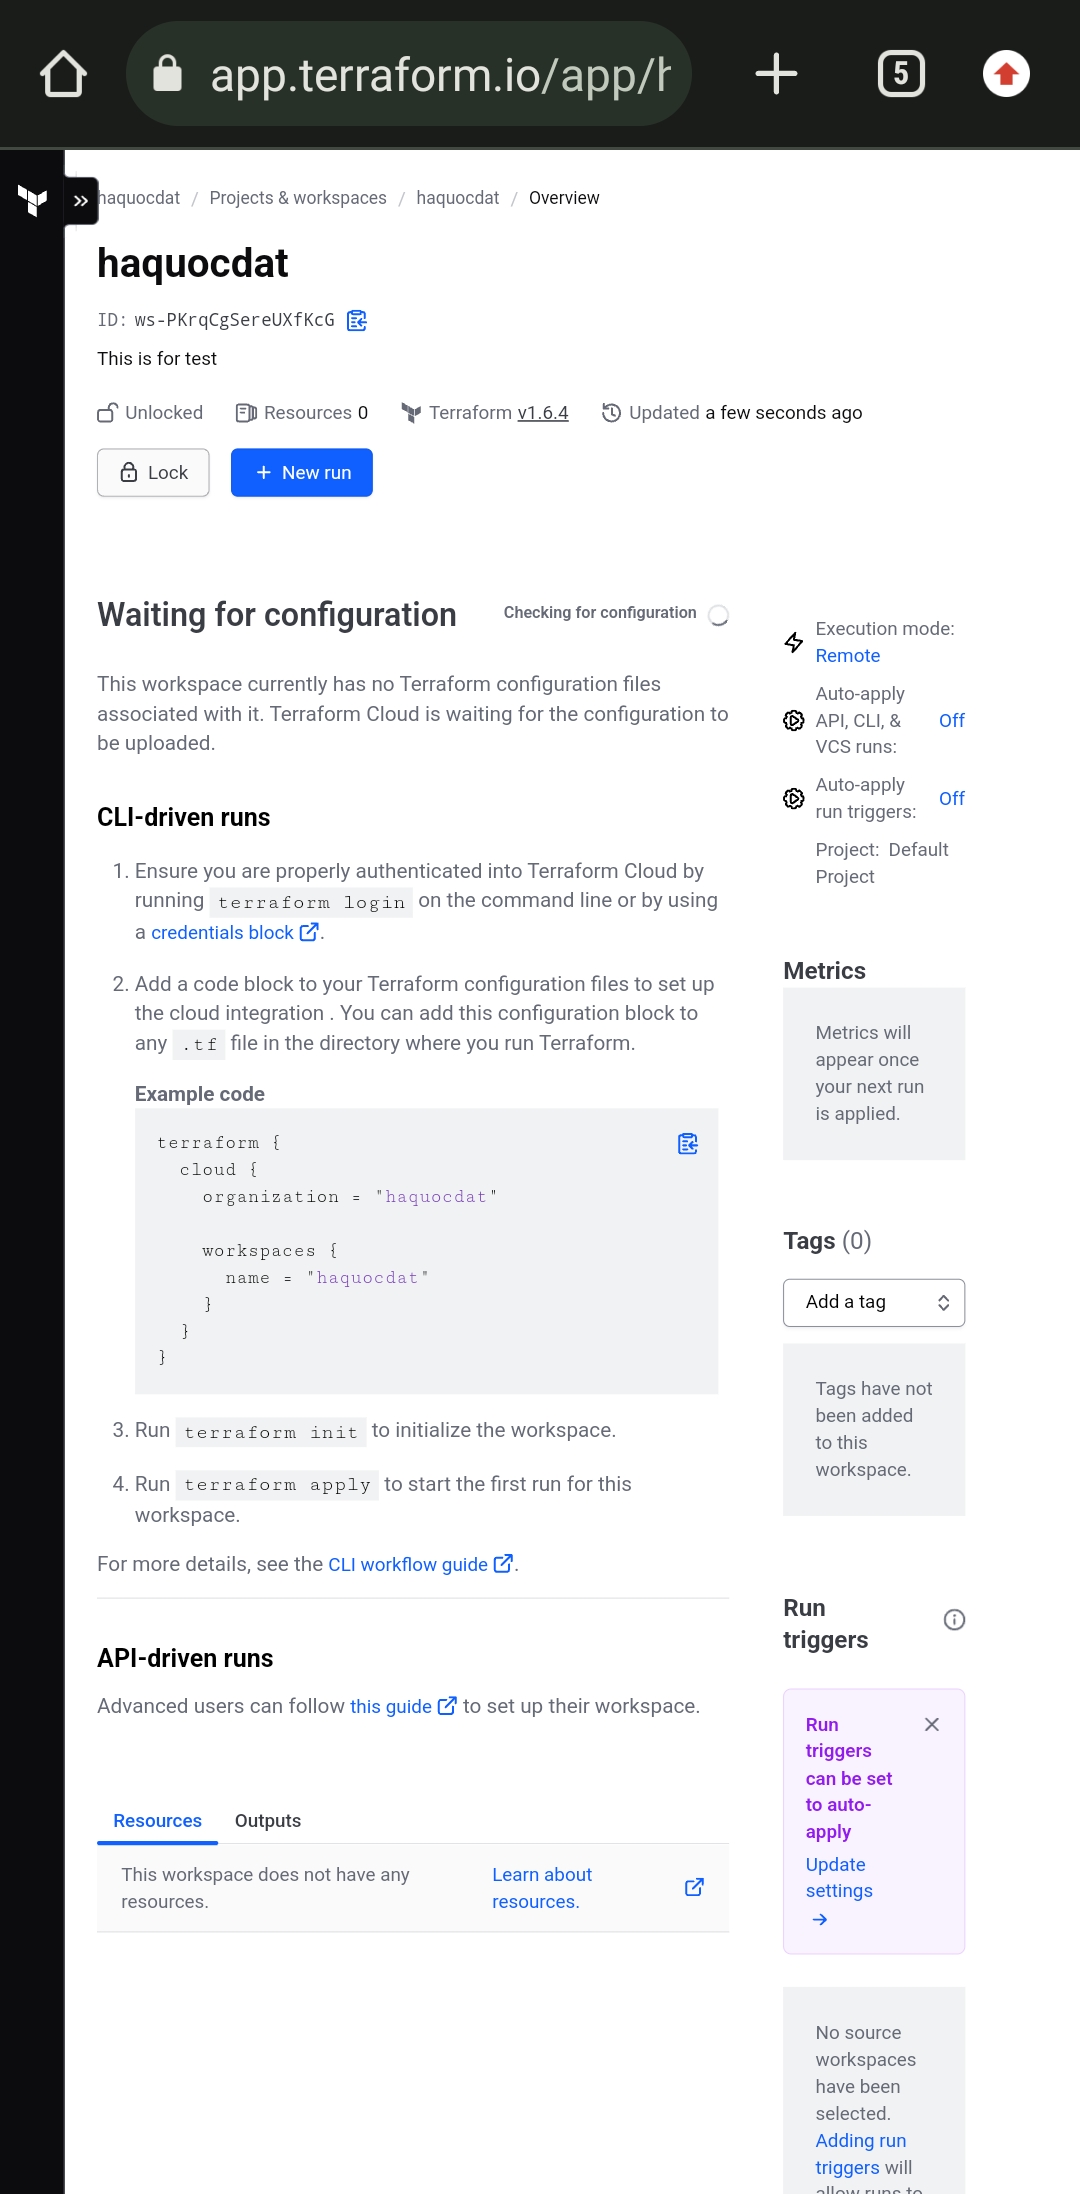 app.terraform.io/app/h
5
haquocdat / Projects & workspaces / haquocdat / Overview
haquocdat
ID: ws-PKrqCgSereUXfKcG
This is for test
Unlocked Resources 0 Terraform v1.6.4 Updated a few seconds ago
Lock + New run
Waiting for configuration Checking for configuration
This workspace currently has no Terraform configuration files
associated with it. Terraform Cloud is waiting for the configuration to
be uploaded.
CLI-driven runs
1. Ensure you are properly authenticated into Terraform Cloud by
running terraform login on the command line or by using
a credentials block.
2. Add a code block to your Terraform configuration files to set up
the cloud integration . You can add this configuration block to
any .tf file in the directory where you run Terraform.
Example code
terraform {
  cloud {
    organization = "haquocdat"

    workspaces {
      name = "haquocdat"
    }
  }
}
3. Run terraform init to initialize the workspace.
4. Run terraform apply to start the first run for this
workspace.
For more details, see the CLI workflow guide.
API-driven runs
Advanced users can follow this guide to set up their workspace.
Resources Outputs
This workspace does not have any
resources.
Learn about
resources.
Execution mode:
Remote
Auto-apply
API, CLI, & Off
VCS runs:
Auto-apply
run triggers: Off
Project: Default
Project
Metrics
Metrics will
appear once
your next run
is applied.
Tags (0)
Add a tag
Tags have not
been added
to this
workspace.
Run
triggers
Run
triggers
can be set
to auto-
apply
Update
settings
No source
workspaces
have been
selected.
Adding run
triggers will
allow runs to